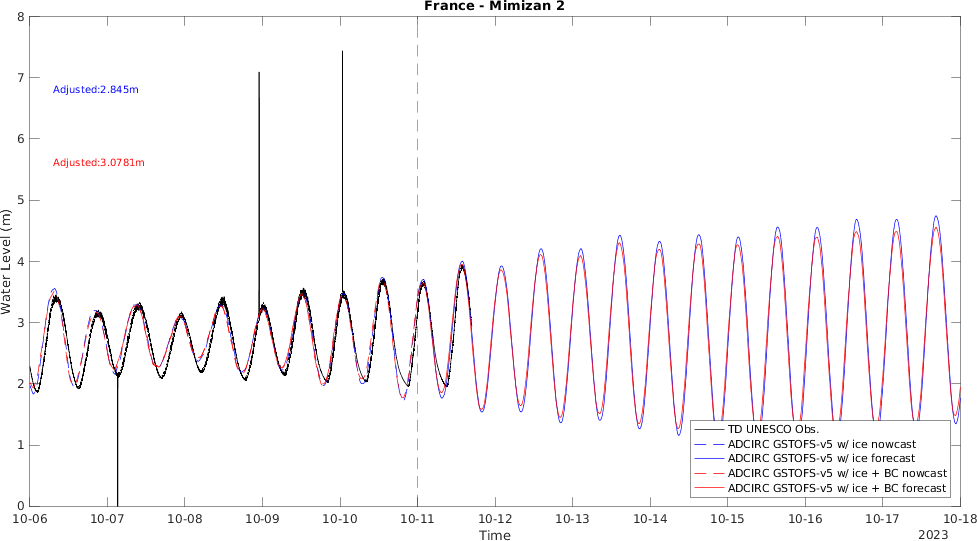 France - Mimizan 2
8
7
6
5
4
3
2
1
0
Water Level (m)
Adjusted:2.845m
Adjusted:3.0781m
TD UNESCO Obs.
ADCIRC GSTOFS-v5 w/ ice nowcast
ADCIRC GSTOFS-v5 w/ ice forecast
ADCIRC GSTOFS-v5 w/ ice + BC nowcast
ADCIRC GSTOFS-v5 w/ ice + BC forecast
10-06 10-07 10-08 10-09 10-10 10-11 10-12 10-13 10-14 10-15 10-16 10-17 10-18
Time
2023